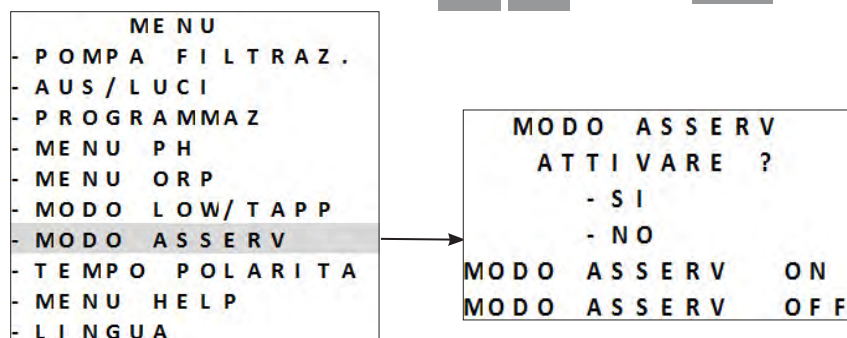 MENU
- POMPA FILTRAZ.
- AUS/LUCI
- PROGRAMMAZ
- MENU PH
- MENU ORP
- MODO LOW/TAPP
- MODO ASSERV
- TEMPO POLARITA
- MENU HELP
- LINGUA
MODO ASSERV
ATTIVARE ?
- SI
- NO
MODO ASSERV ON
MODO ASSERV OFF